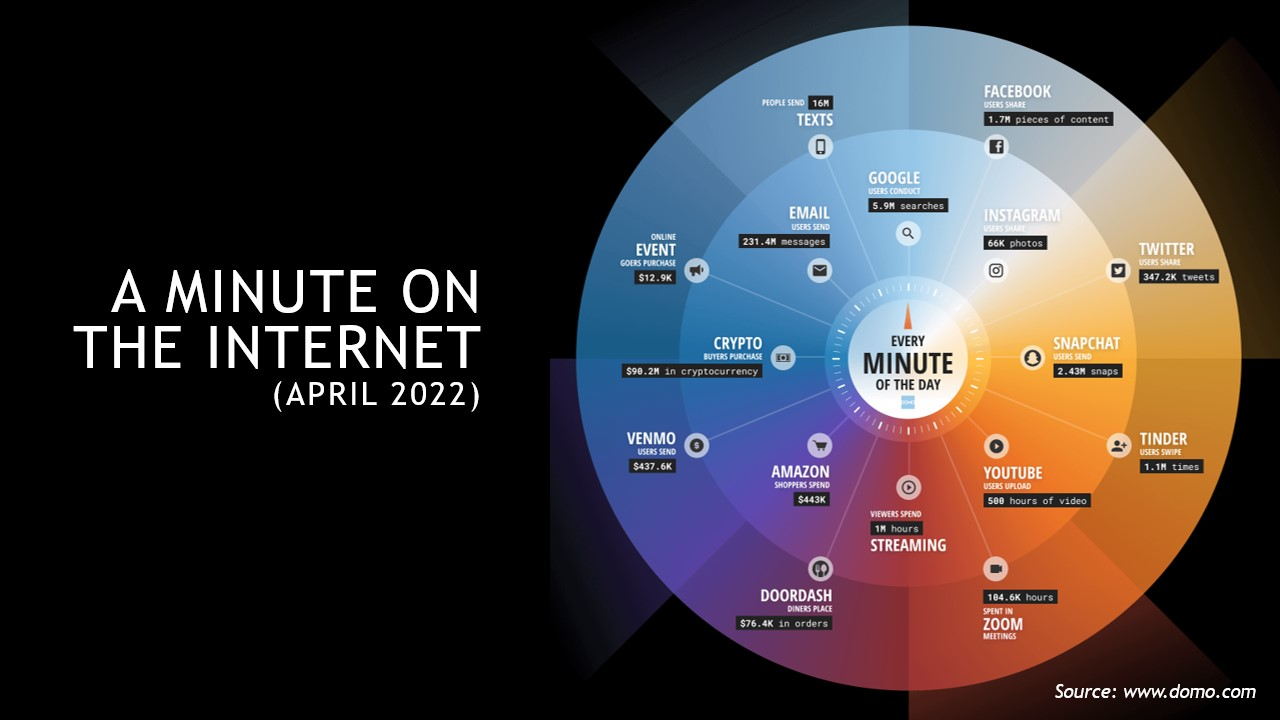 A MINUTE ON
THE INTERNET
(APRIL 2022)
PEOPLE SEND 16M
TEXTS
FACEBOOK
USERS SHARE
1.7M pieces of content
GOOGLE
USERS CONDUCT
5.9M searches
EMAIL
USERS SEND
231.4M messages
INSTAGRAM
USERS SHARE
66K photos
ONLINE
EVENT
GOERS PURCHASE
$12.9K
TWITTER
USERS SHARE
347.2K tweets
CRYPTO
BUYERS PURCHASE
$90.2M in cryptocurrency
EVERY
MINUTE
OF THE DAY
DOMO
SNAPCHAT
USERS SEND
2.43M snaps
VENMO
USERS SEND
$437.6K
AMAZON
SHOPPERS SPEND
$443K
YOUTUBE
USERS UPLOAD
500 hours of video
TINDER
USERS SWIPE
1.1M times
VIEWERS SPEND
1M hours
STREAMING
DOORDASH
DINERS PLACE
$76.4K in orders
104.6K hours
SPENT IN
ZOOM
MEETINGS
Source: www.domo.com